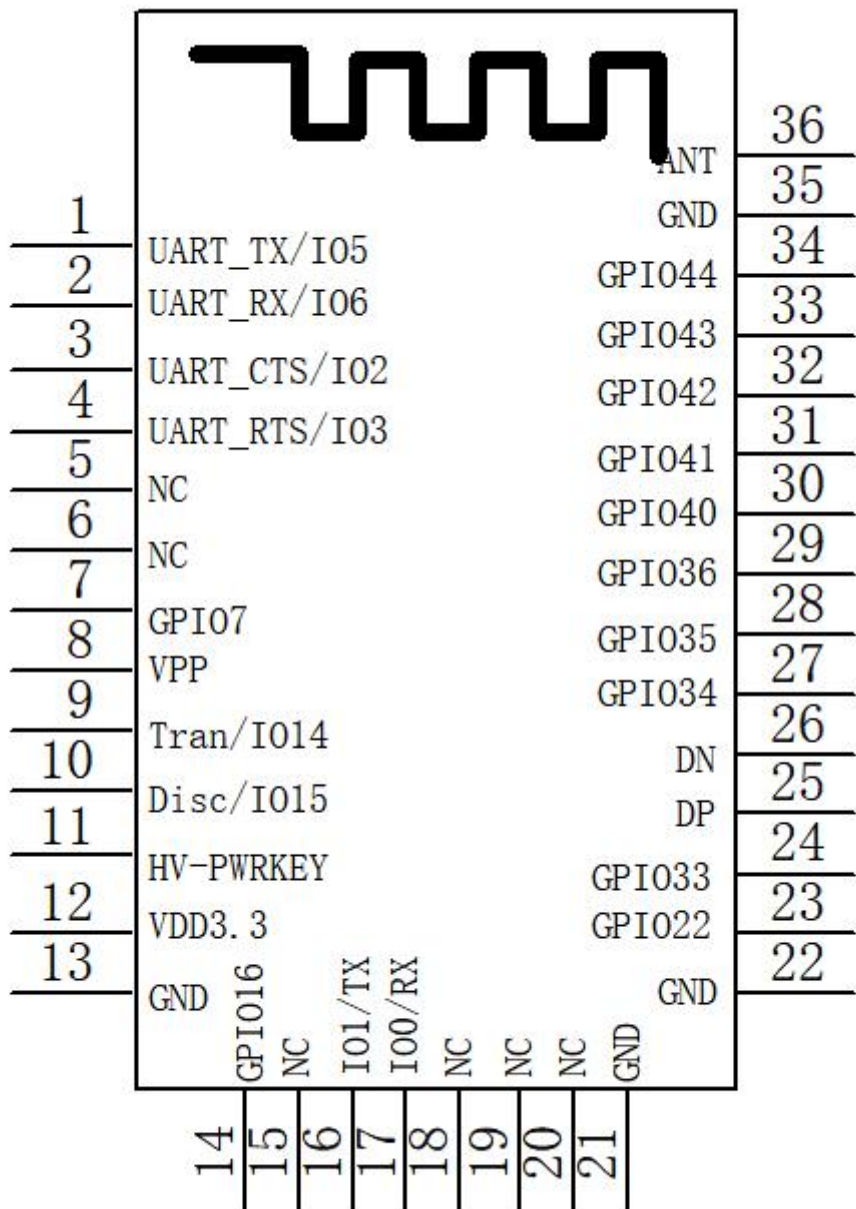 1
UART_TX/IO5
2
UART_RX/IO6
3
UART_CTS/IO2
4
UART_RTS/IO3
5
NC
6
NC
7
GPIO7
8
VPP
9
Tran/IO14
10
Disc/IO15
11
HV-PWRKEY
12
VDD3.3
13
GND
14
GPIO16
15
NC
16
IO1/TX
17
IO0/RX
18
NC
19
NC
20
NC
21
GND
36
ANT
35
GND
34
GPIO44
33
GPIO43
32
GPIO42
31
GPIO41
30
GPIO40
29
GPIO36
28
GPIO35
27
GPIO34
26
DN
25
DP
24
GPIO33
23
GPIO22
22
GND